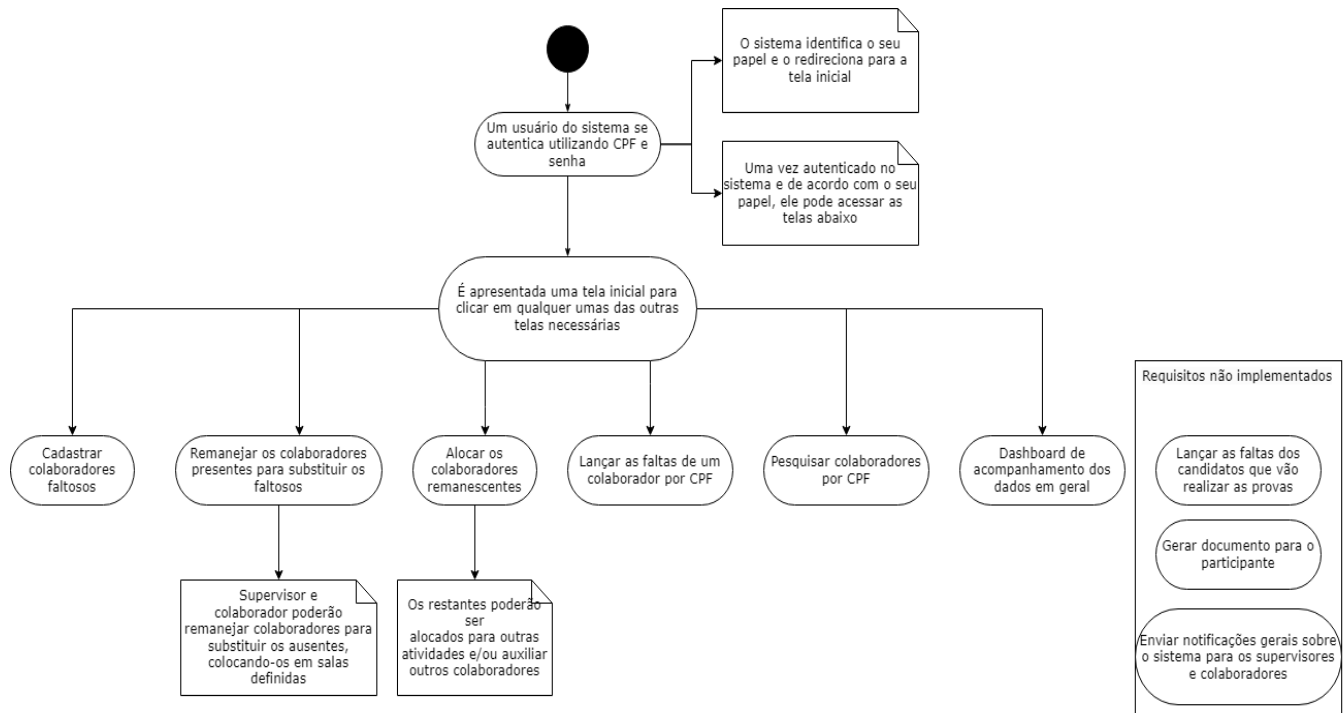 O sistema identifica o seu
papel e o redireciona para a
tela inicial
Um usuário do sistema se
autentica utilizando CPF e
senha
Uma vez autenticado no
sistema e de acordo com o seu
papel, ele pode acessar as
telas abaixo
É apresentada uma tela inicial para
clicar em qualquer umas das outras
telas necessárias
Cadastrar
colaboradores
faltosos
Remanejar os colaboradores
presentes para substituir os
faltosos
Alocar os
colaboradores
remanescentes
Lançar as faltas de um
colaborador por CPF
Pesquisar colaboradores
por CPF
Dashboard de
acompanhamento dos
dados em geral
Supervisor e
colaborador poderão
remanejar colaboradores para
substituir os ausentes,
colocando-os em salas
definidas
Os restantes poderão
ser
alocados para outras
atividades e/ou auxiliar
outros colaboradores
Requisitos não implementados
Lançar as faltas dos
candidatos que vão
realizar as provas
Gerar documento para o
participante
Enviar notificações gerais sobre
o sistema para os supervisores
e colaboradores